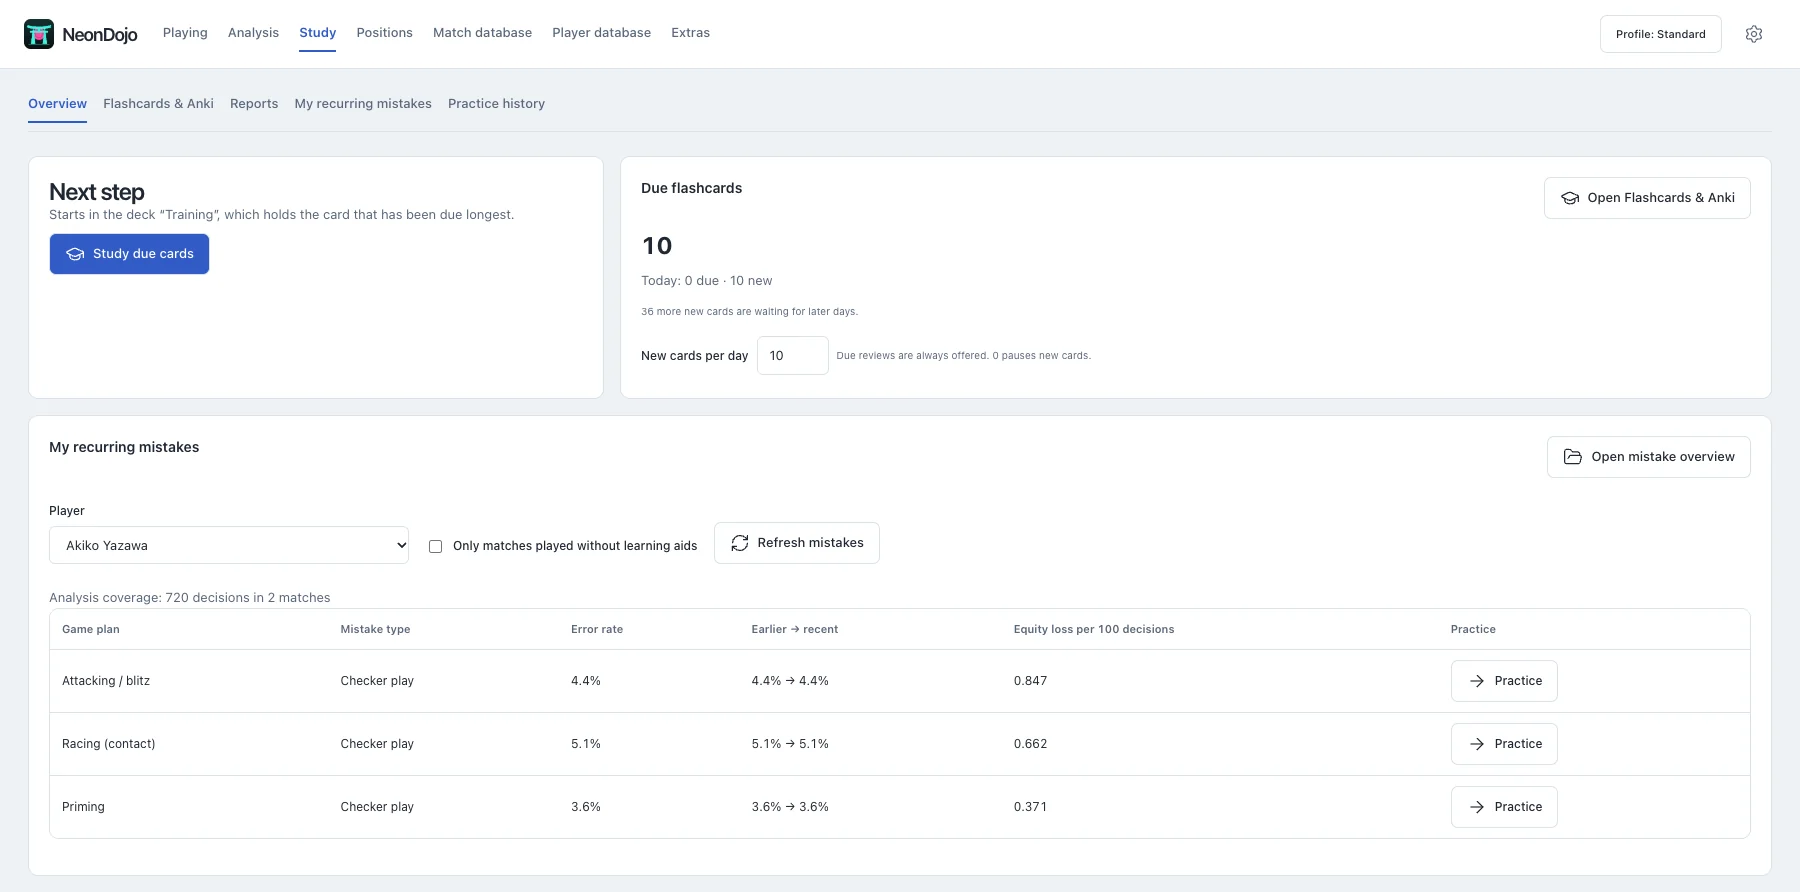 NeonDojo
Playing
Analysis
Study
Positions
Match database
Player database
Extras
Profile: Standard
Overview
Flashcards & Anki
Reports
My recurring mistakes
Practice history
Next step
Starts in the deck “Training”, which holds the card that has been due longest.
Study due cards
Due flashcards
Open Flashcards & Anki
10
Today: 0 due · 10 new
36 more new cards are waiting for later days.
New cards per day
10
Due reviews are always offered. 0 pauses new cards.
My recurring mistakes
Open mistake overview
Player
Akiko Yazawa
Only matches played without learning aids
Refresh mistakes
Analysis coverage: 720 decisions in 2 matches
Game plan Mistake type Error rate Earlier → recent Equity loss per 100 decisions Practice
Attacking / blitz Checker play 4.4% 4.4% → 4.4% 0.847 → Practice
Racing (contact) Checker play 5.1% 5.1% → 5.1% 0.662 → Practice
Priming Checker play 3.6% 3.6% → 3.6% 0.371 → Practice